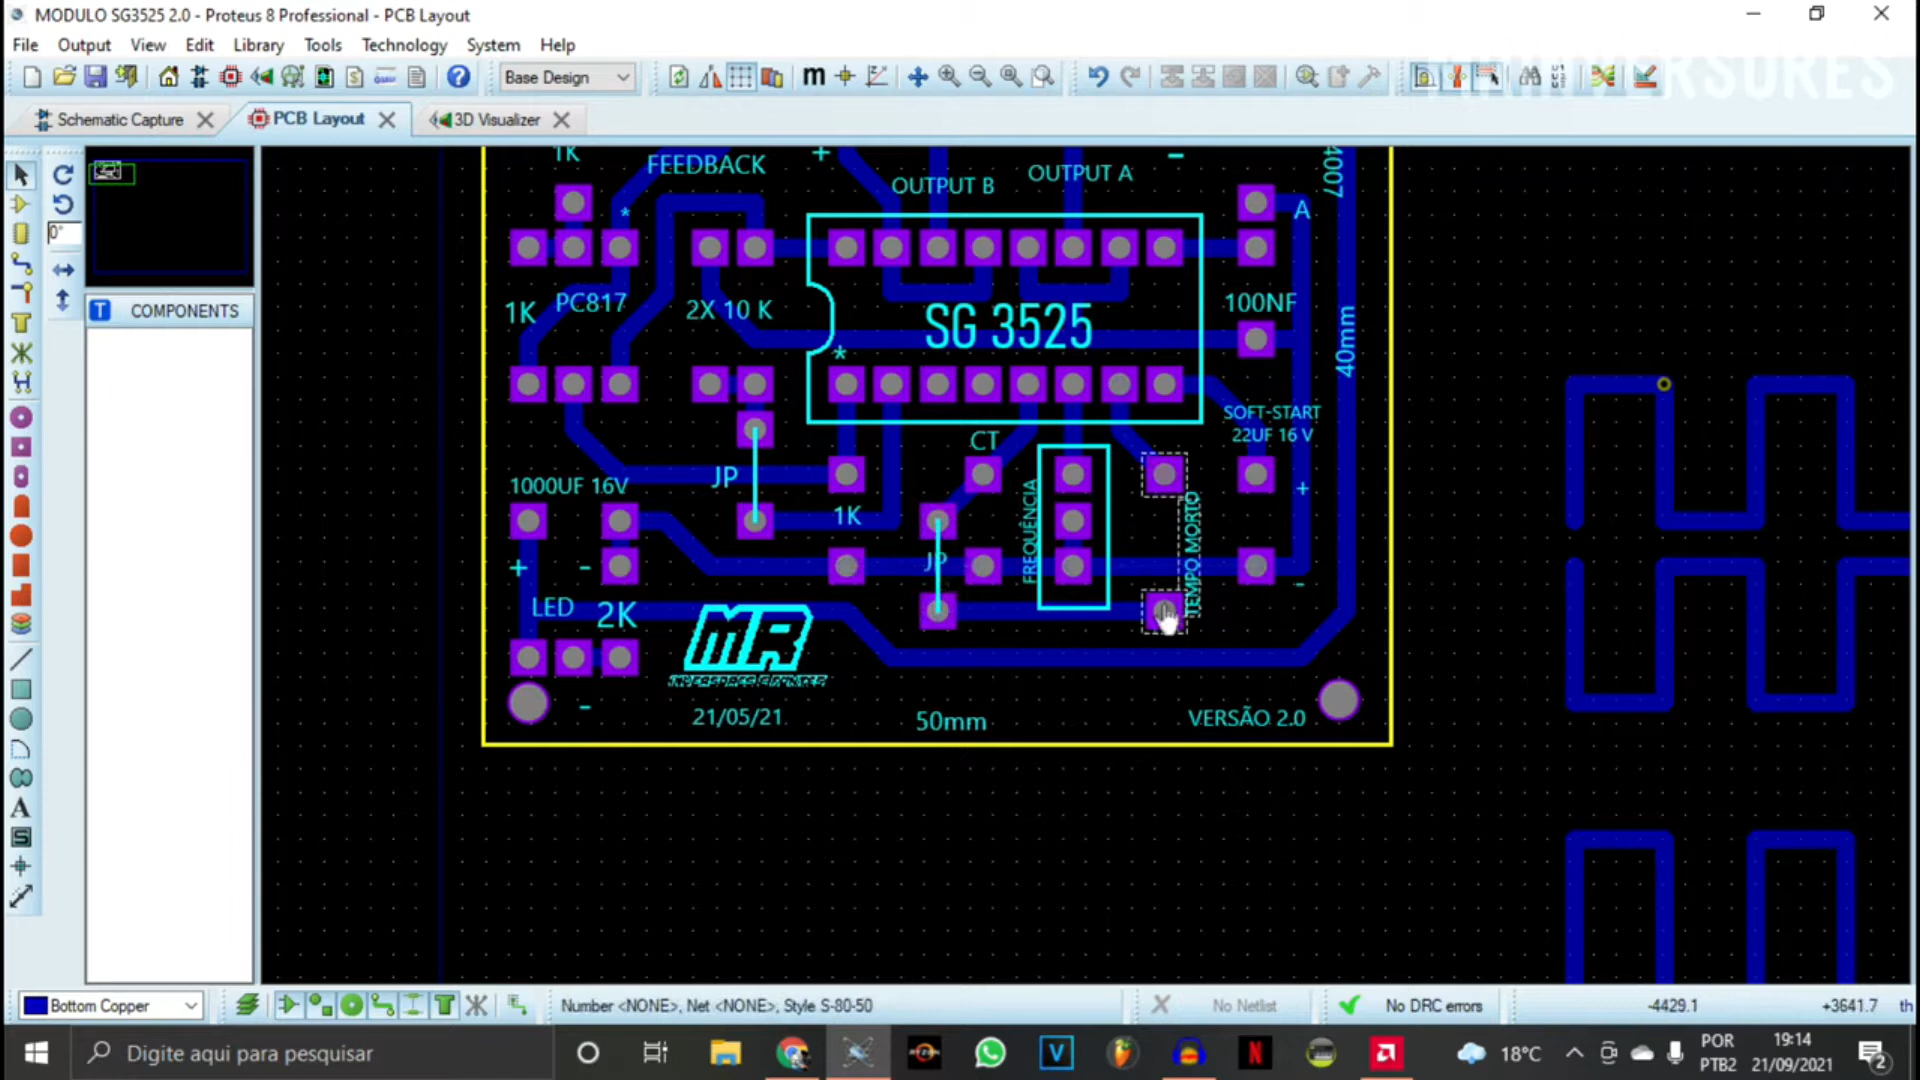 MODULO SG3525 2.0 - Proteus 8 Professional - PCB Layout
File Output View Edit Library Tools Technology System Help
Base Design
Schematic Capture PCB Layout 3D Visualizer
0°
COMPONENTS
1K
FEEDBACK
+
OUTPUT B
OUTPUT A
-
4007
*
A
1K
PC817
2X 10 K
SG 3525
100NF
*
40mm
SOFT-START
22UF 16 V
CT
JP
1000UF 16V
1K
FREQUÊNCIA
TEMPO MORTO
+
+
-
JP
-
LED
2K
MR
-
21/05/21
50mm
VERSÃO 2.0
Bottom Copper
Number <NONE>, Net <NONE>, Style S-80-50
No Netlist
No DRC errors
-4429.1
+3641.7
th
Digite aqui para pesquisar
18°C
POR
PTB2
19:14
21/09/2021
2